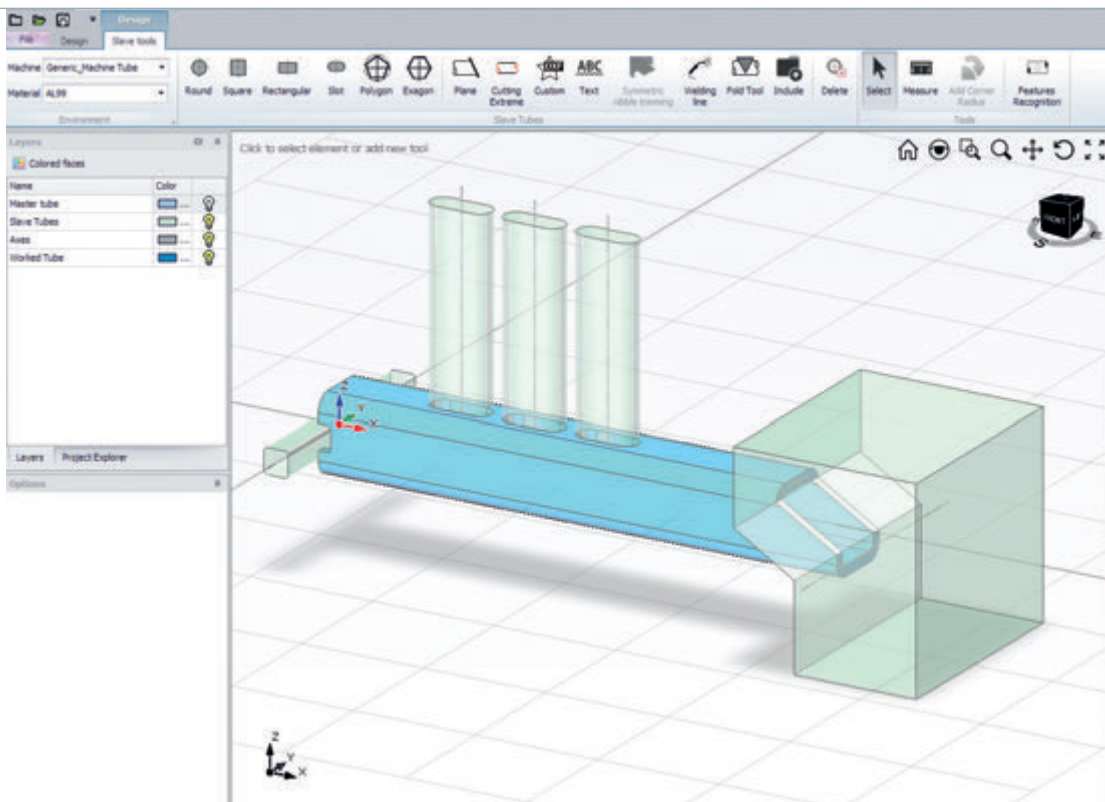 Design
File Design Slave tools
Machine Generic_Machine Tube
Material AL99
Environment
Round Square Rectangular Slot Polygon Exagon Plane Cutting Extreme Custom Text Symmetric nibble trimming Welding line Fold Tool Include Delete
Slave Tubes
Select Measure Add Corner Radius Features Recognition
Tools
Layers
Colored faces
Name Color
Master tube
Slave Tubes
Axes
Worked Tube
Layers Project Explorer
Options
Click to select element or add new tool
ABC
FRONT
S
E
Z
Y
X
Z
Y
X